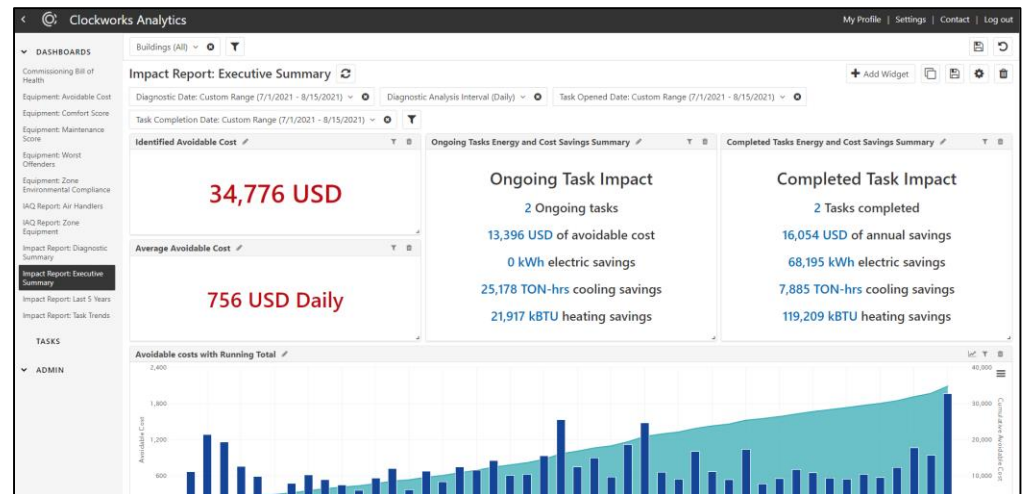 Clockworks Analytics
My Profile | Settings | Contact | Log out
DASHBOARDS
Commissioning Bill of
Health
Equipment: Avoidable Cost
Equipment: Comfort Score
Equipment: Maintenance
Score
Equipment: Worst
Offenders
Equipment: Zone
Environmental Compliance
IAQ Report: Air Handlers
IAQ Report: Zone
Equipment
Impact Report: Diagnostic
Summary
Impact Report: Executive
Summary
Impact Report: Last 5 Years
Impact Report: Task Trends
TASKS
ADMIN
Buildings (All)
Impact Report: Executive Summary
Add Widget
Diagnostic Date: Custom Range (7/1/2021 - 8/15/2021)
Diagnostic Analysis Interval (Daily)
Task Opened Date: Custom Range (7/1/2021 - 8/15/2021)
Task Completion Date: Custom Range (7/1/2021 - 8/15/2021)
Identified Avoidable Cost
34,776 USD
Average Avoidable Cost
756 USD Daily
Ongoing Tasks Energy and Cost Savings Summary
Ongoing Task Impact
2 Ongoing tasks
13,396 USD of avoidable cost
0 kWh electric savings
25,178 TON-hrs cooling savings
21,917 kBTU heating savings
Completed Tasks Energy and Cost Savings Summary
Completed Task Impact
2 Tasks completed
16,054 USD of annual savings
68,195 kWh electric savings
7,885 TON-hrs cooling savings
119,209 kBTU heating savings
Avoidable costs with Running Total
2,400
1,800
1,200
600
Avoidable Cost
40,000
30,000
20,000
10,000
Cumulative Avoidable Cost